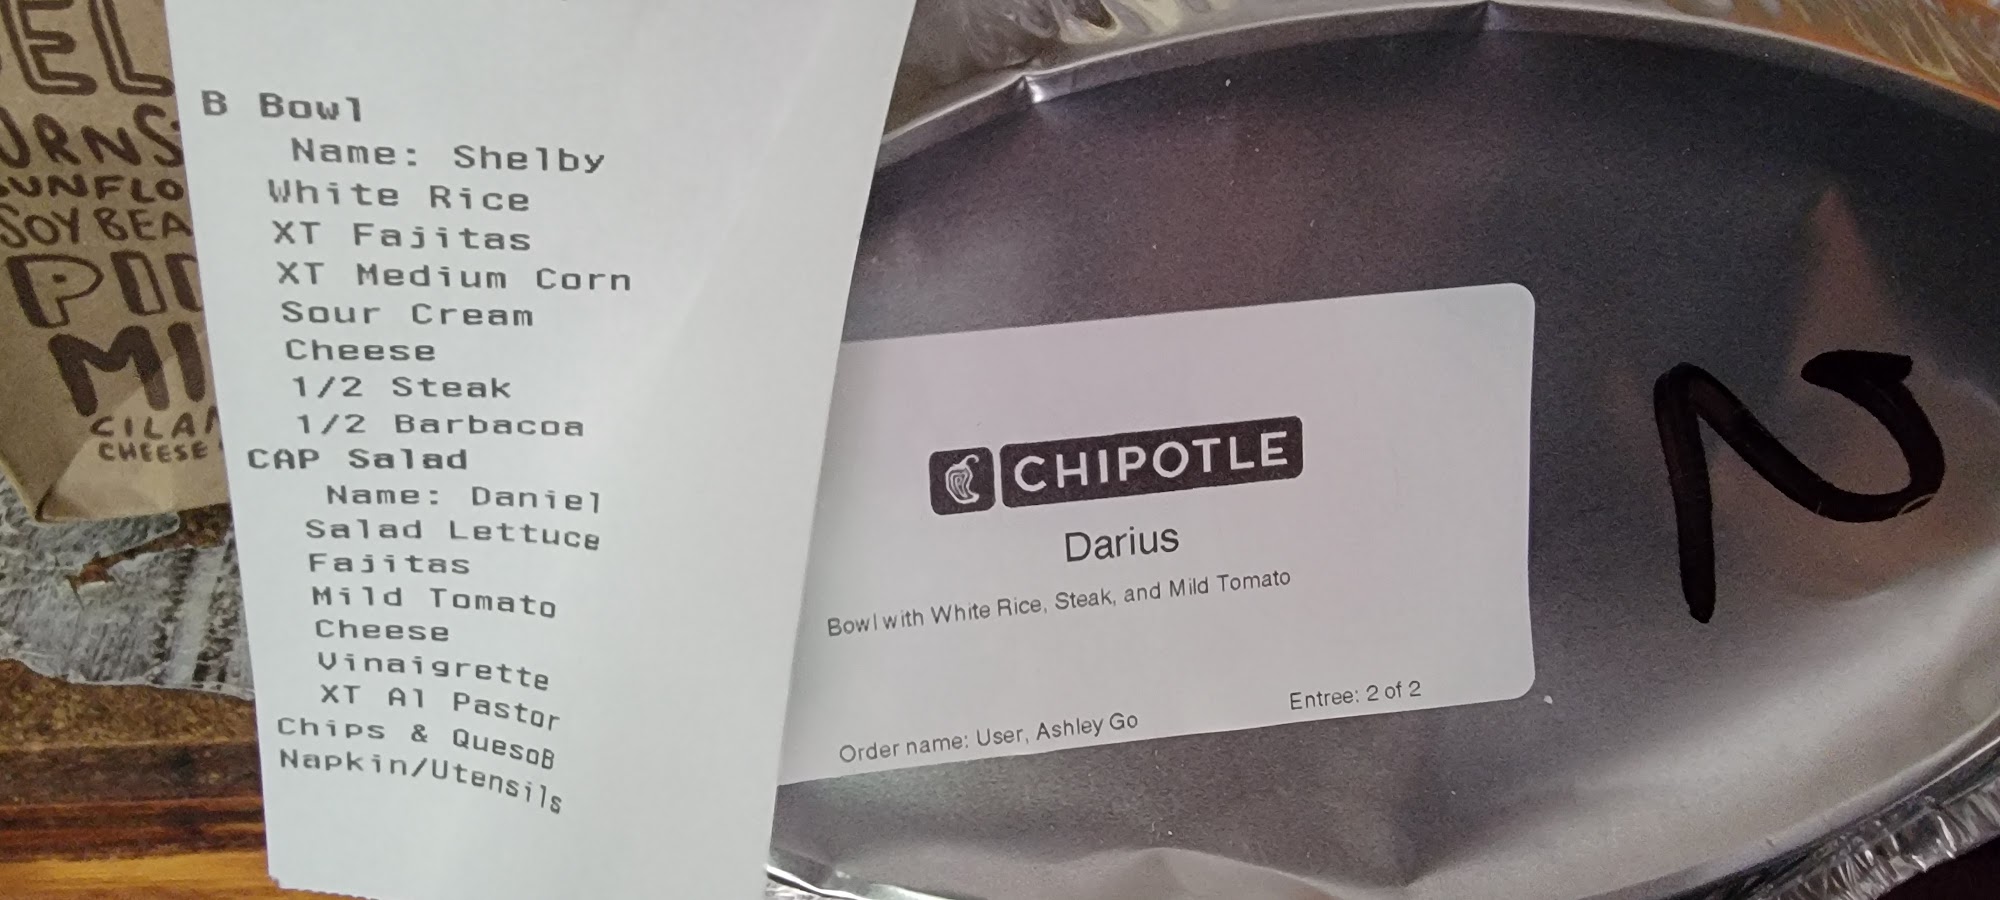 EL
SOY BEA
CILAN
CHEESE
B Bowl
Name: Shelby
White Rice
XT Fajitas
XT Medium Corn
Sour Cream
Cheese
1/2 Steak
1/2 Barbacoa
CAP Salad
Name: Daniel
Salad Lettuce
Fajitas
Mild Tomato
Cheese
Vinaigrette
XT Al Pastor
Chips & QuesoB
Napkin/Utensils
CHIPOTLE
Darius
Bowl with White Rice, Steak, and Mild Tomato
Entree: 2 of 2
Order name: User, Ashley Go